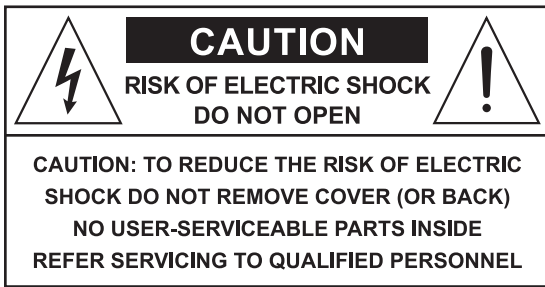 CAUTION
RISK OF ELECTRIC SHOCK
DO NOT OPEN
CAUTION: TO REDUCE THE RISK OF ELECTRIC
SHOCK DO NOT REMOVE COVER (OR BACK)
NO USER-SERVICEABLE PARTS INSIDE
REFER SERVICING TO QUALIFIED PERSONNEL